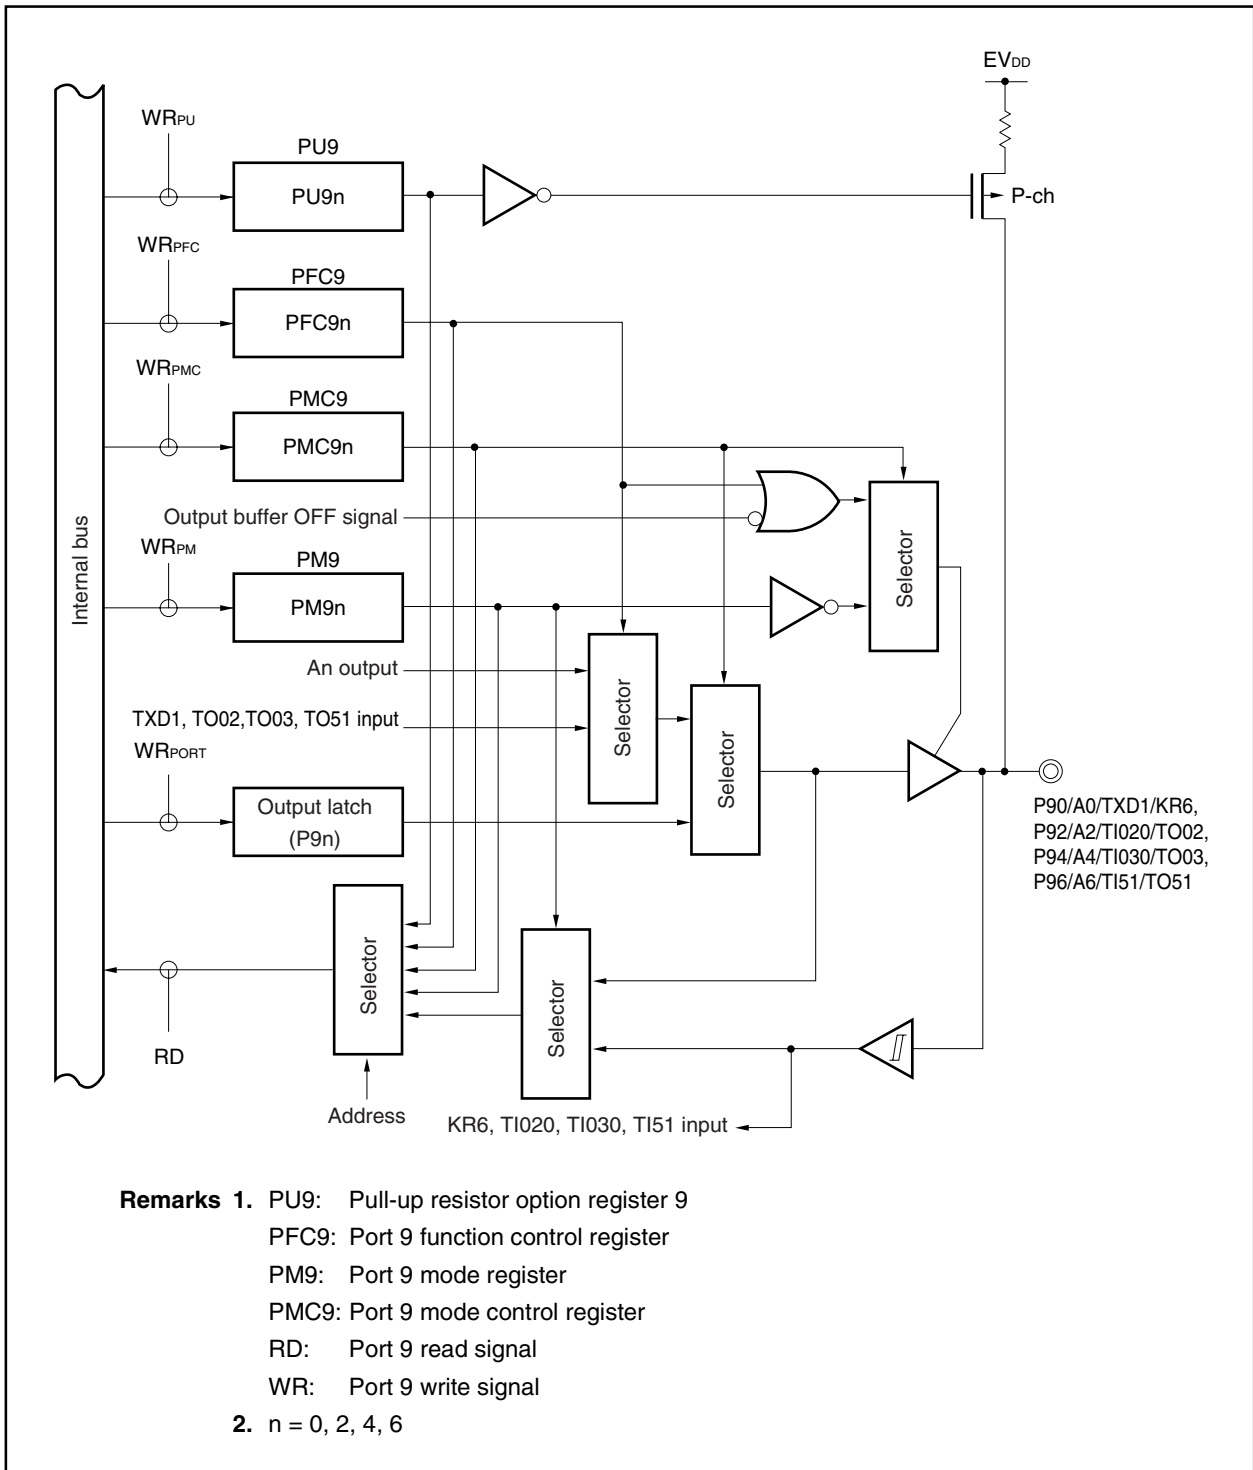 EVDD
WRPU
PU9
PU9n
P-ch
WRPFC
PFC9
PFC9n
WRPMC
PMC9
PMC9n
Output buffer OFF signal
Selector
WRPM
PM9
PM9n
Internal bus
An output
Selector
TXD1, TO02,TO03, TO51 input
Selector
WRPORT
Output latch
(P9n)
P90/A0/TXD1/KR6,
P92/A2/TI020/TO02,
P94/A4/TI030/TO03,
P96/A6/TI51/TO51
Selector
Selector
RD
Address
KR6, TI020, TI030, TI51 input
Remarks 1. PU9: Pull-up resistor option register 9
PFC9: Port 9 function control register
PM9: Port 9 mode register
PMC9: Port 9 mode control register
RD: Port 9 read signal
WR: Port 9 write signal
2. n = 0, 2, 4, 6